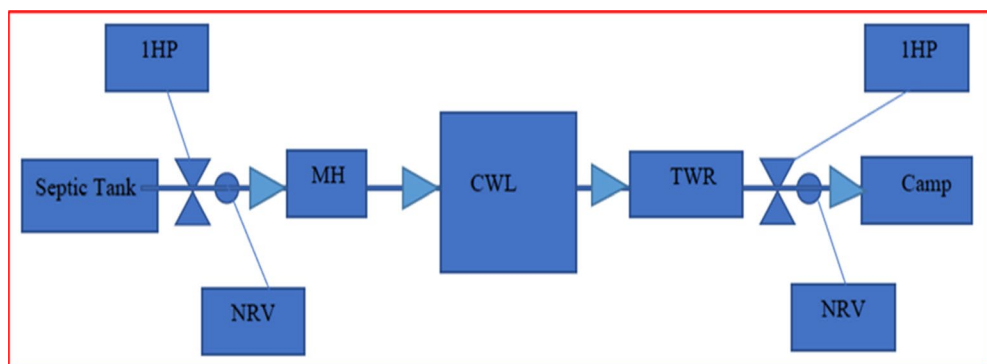 1HP
1HP
Septic Tank
MH
CWL
TWR
Camp
NRV
NRV